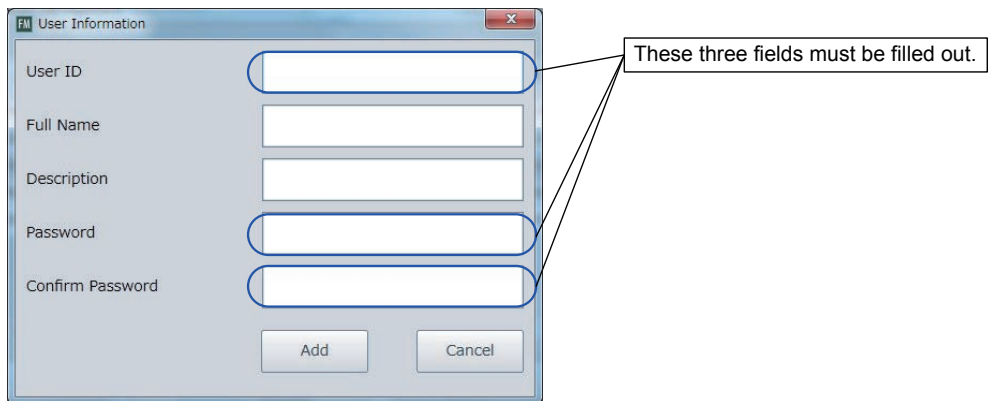 FM User Information
x
These three fields must be filled out.
User ID
Full Name
Description
Password
Confirm Password
Add Cancel